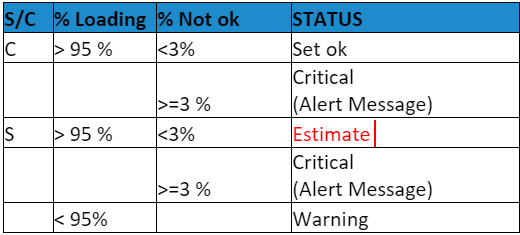 S/C % Loading % Not ok STATUS
C > 95 % <3% Set ok
Critical
>=3 % (Alert Message)
S > 95 % <3% Estimate
Critical
>=3 % (Alert Message)
< 95% Warning